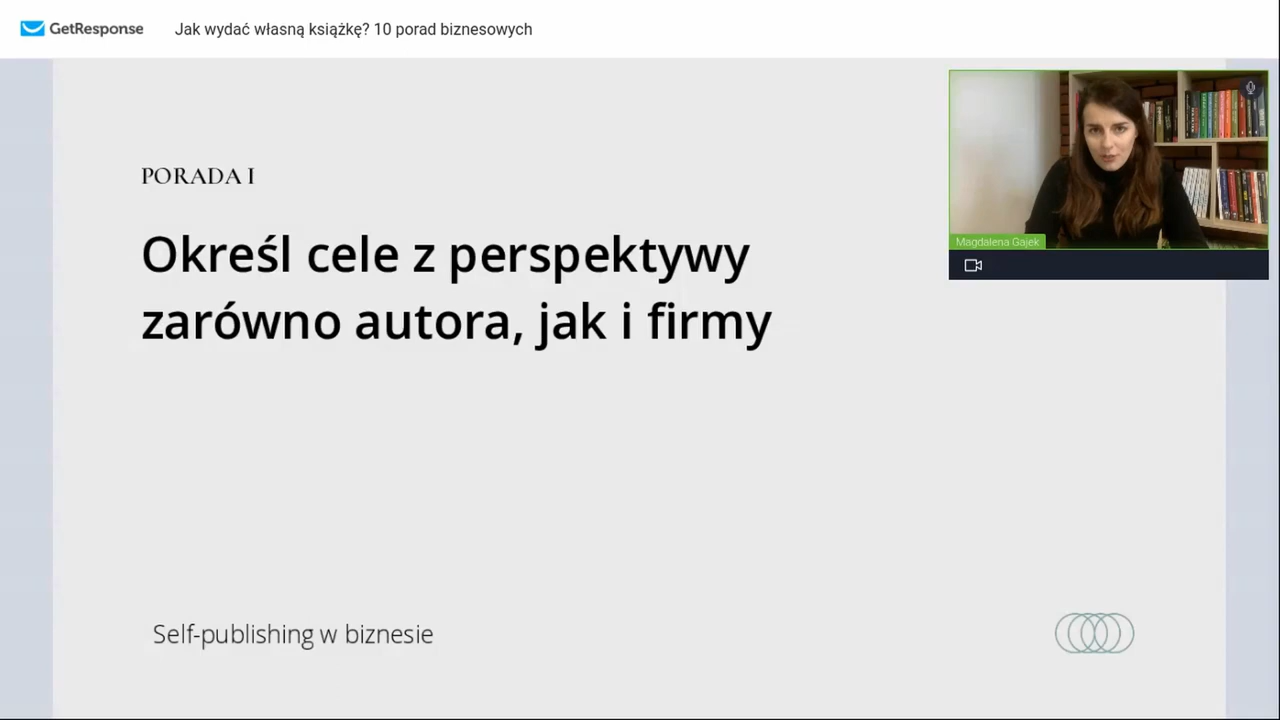 GetResponse
Jak wydać własną książkę? 10 porad biznesowych
PORADA I
Określ cele z perspektywy
zarówno autora, jak i firmy
Magdalena Gajek
Self-publishing w biznesie